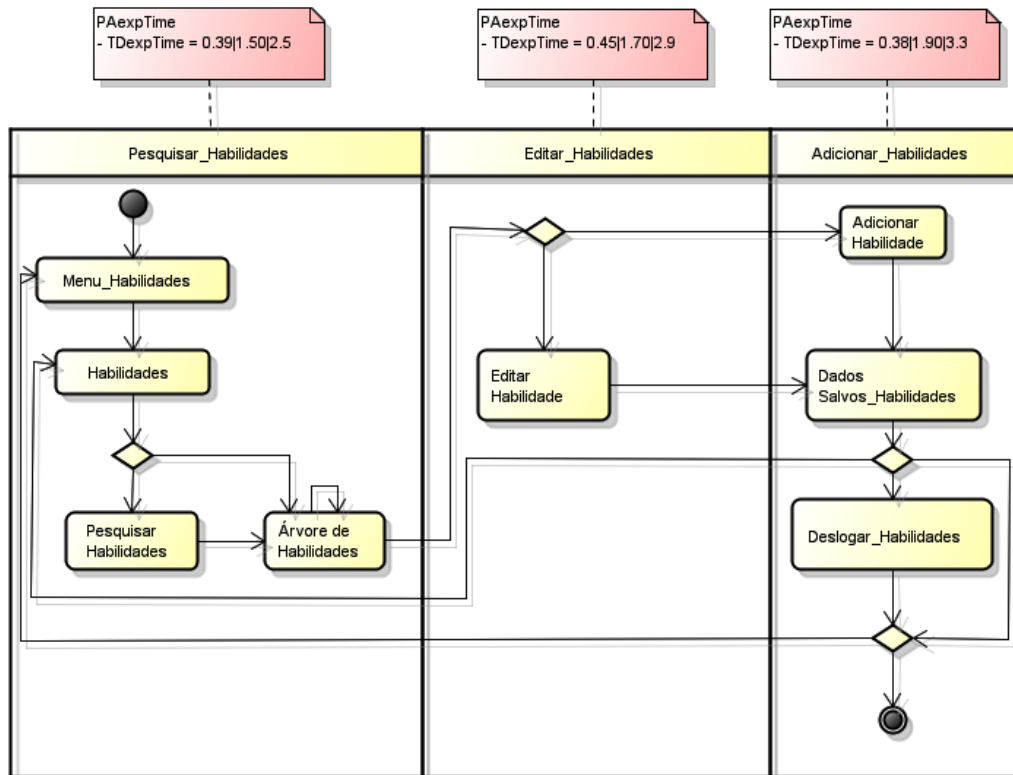 PAexpTime
- TDexpTime = 0.39|1.50|2.5
PAexpTime
- TDexpTime = 0.45|1.70|2.9
PAexpTime
- TDexpTime = 0.38|1.90|3.3
Pesquisar_Habilidades
Editar_Habilidades
Adicionar_Habilidades
Menu_Habilidades
Habilidades
Pesquisar
Habilidades
Árvore de
Habilidades
Editar
Habilidade
Adicionar
Habilidade
Dados
Salvos_Habilidades
Deslogar_Habilidades